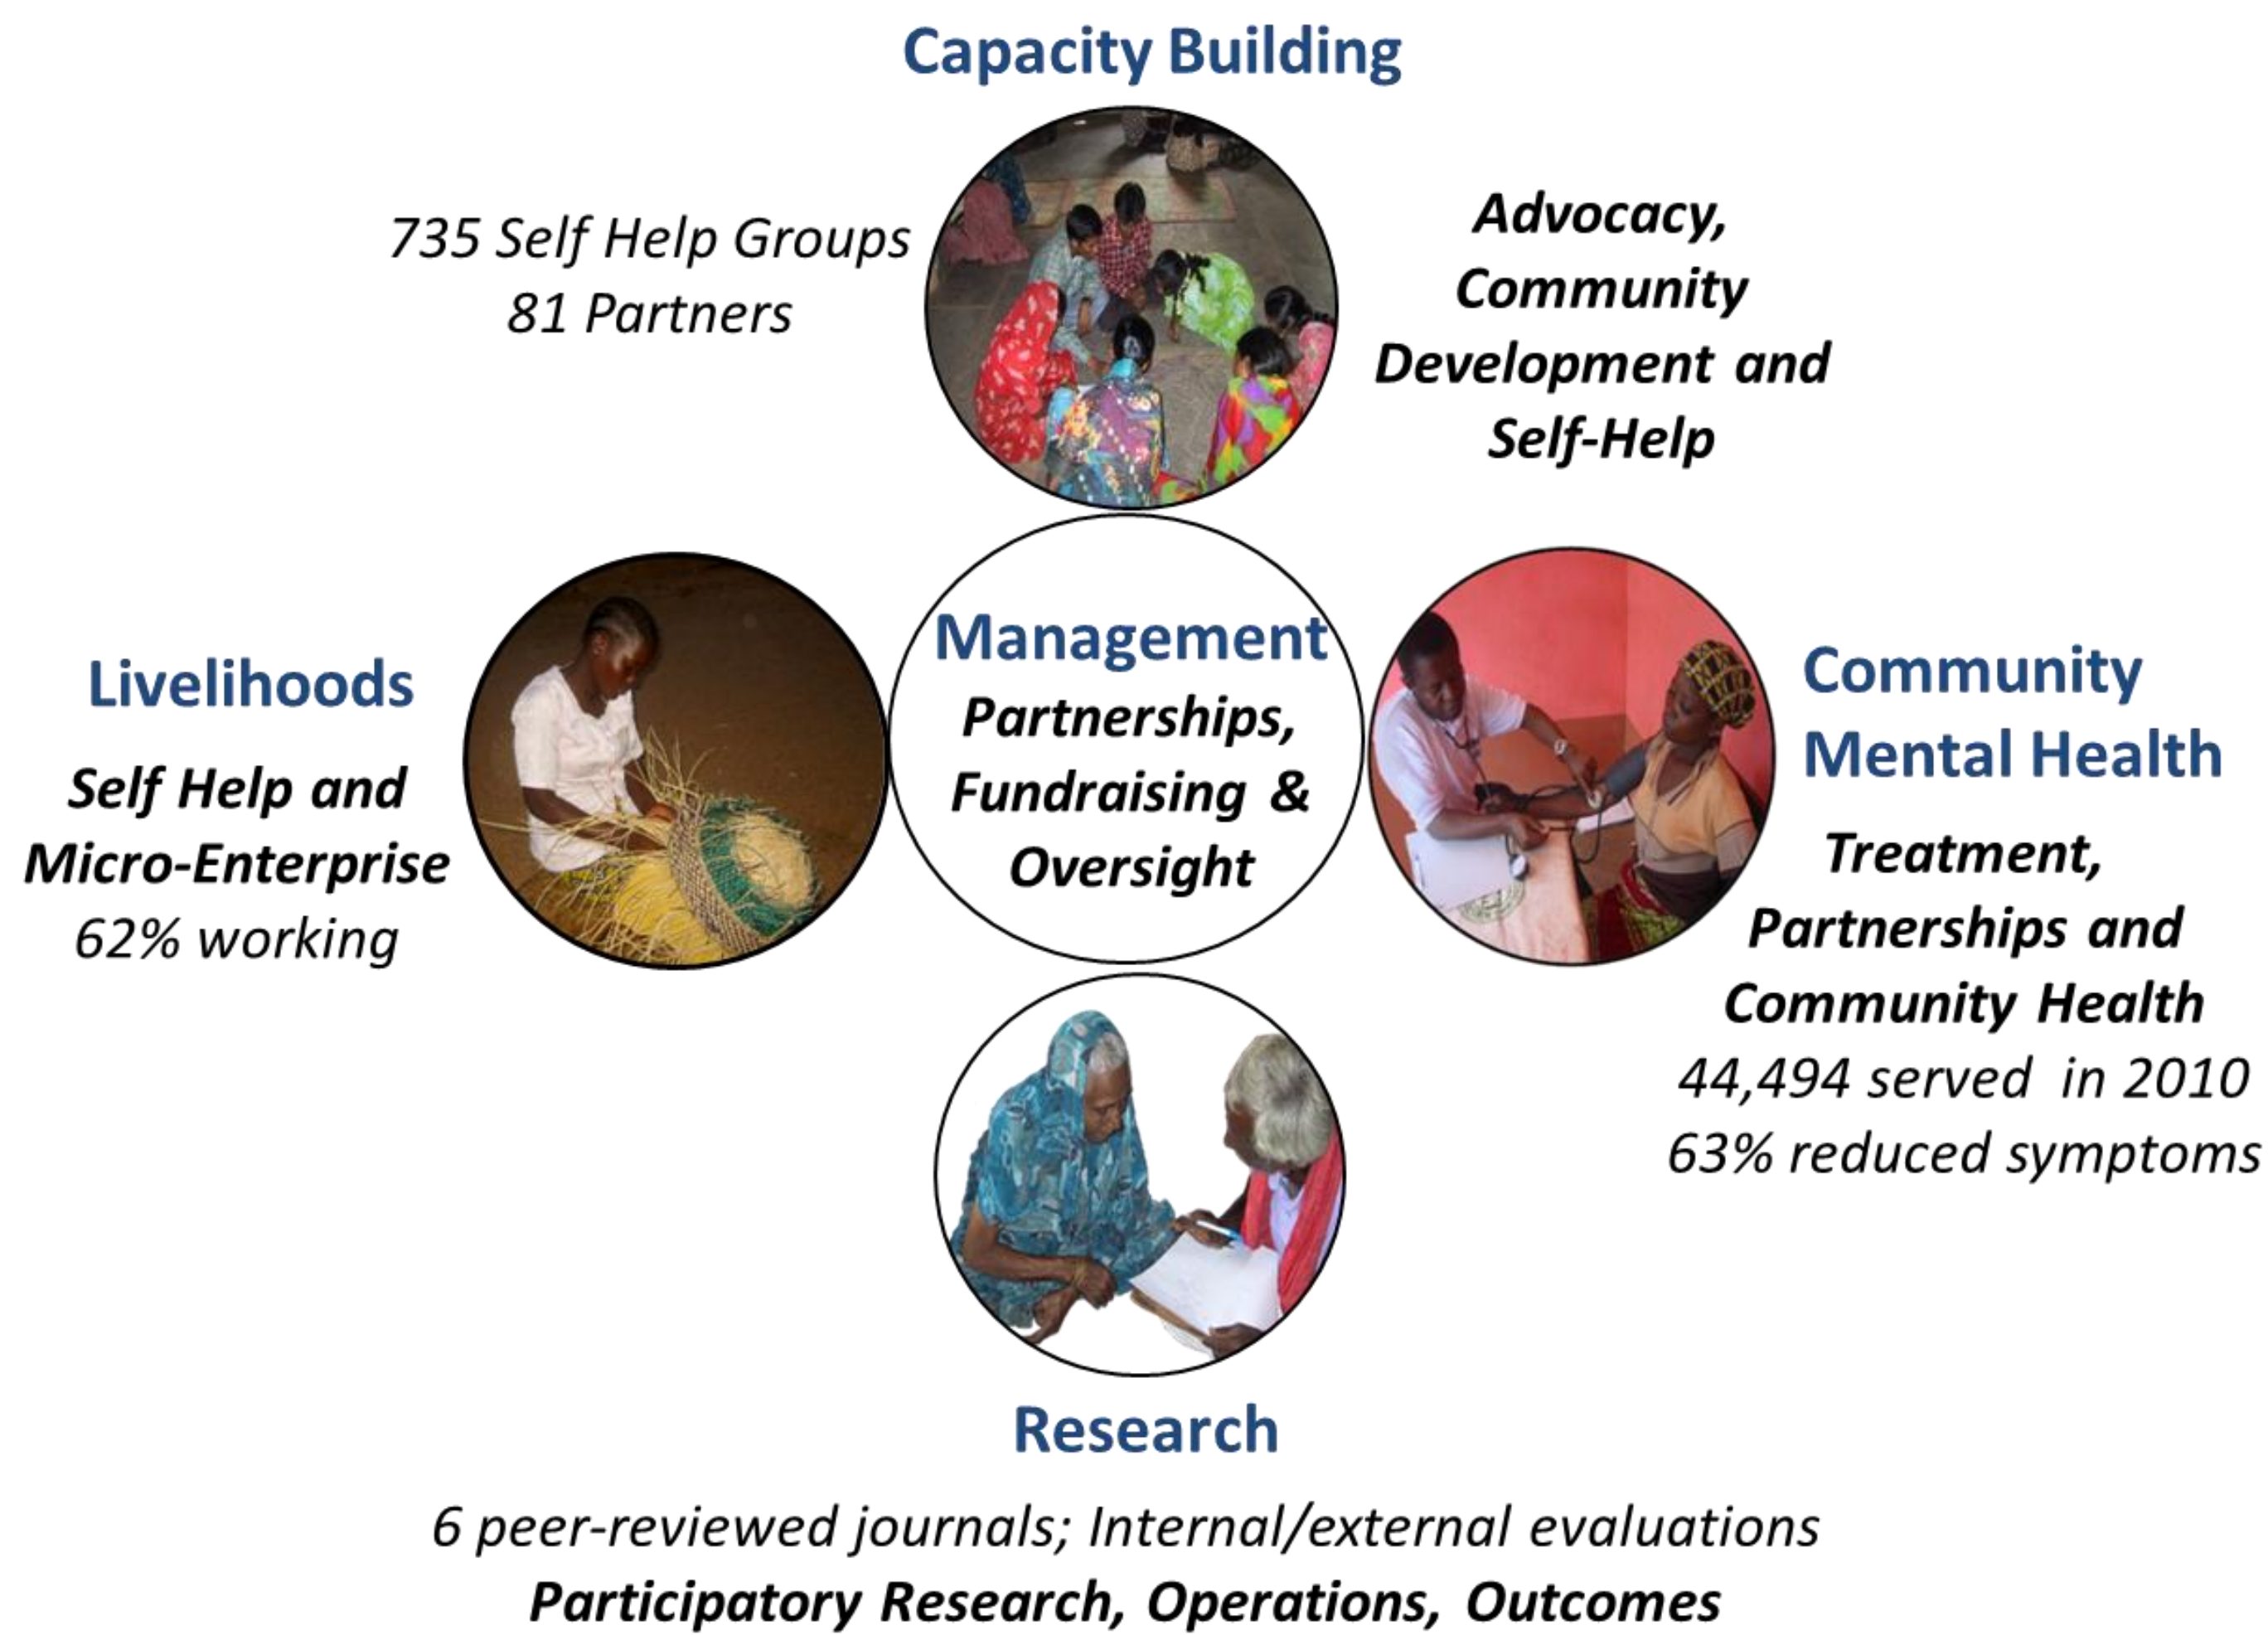 Capacity Building
735 Self Help Groups
81 Partners
Advocacy,
Community
Development and
Self-Help
Livelihoods
Self Help and
Micro-Enterprise
62% working
Management
Partnerships,
Fundraising &
Oversight
Community
Mental Health
Treatment,
Partnerships and
Community Health
44,494 served in 2010
63% reduced symptoms
Research
6 peer-reviewed journals; Internal/external evaluations
Participatory Research, Operations, Outcomes